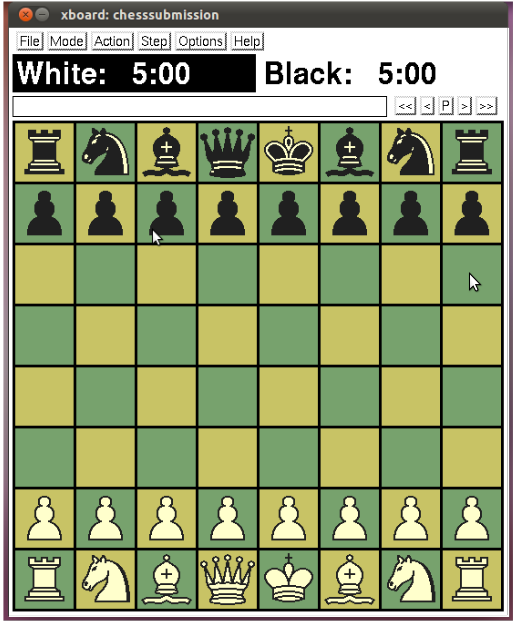 xboard: chesssubmission
File Mode Action Step Options Help
White: 5:00 Black: 5:00
<< < P > >>